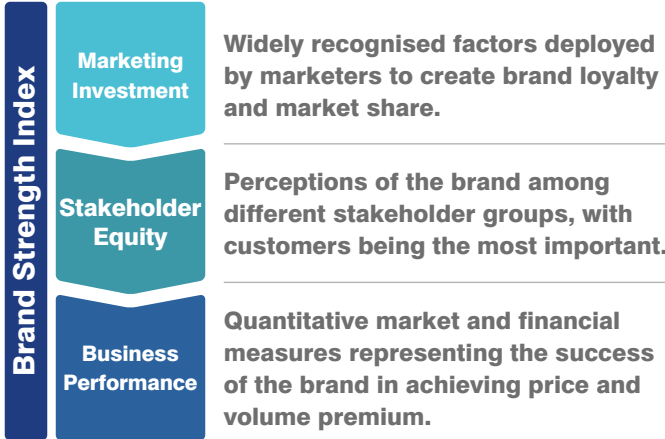 Brand Strength Index
Marketing
Investment
Widely recognised factors deployed
by marketers to create brand loyalty
and market share.
Stakeholder
Equity
Perceptions of the brand among
different stakeholder groups, with
customers being the most important.
Business
Performance
Quantitative market and financial
measures representing the success
of the brand in achieving price and
volume premium.